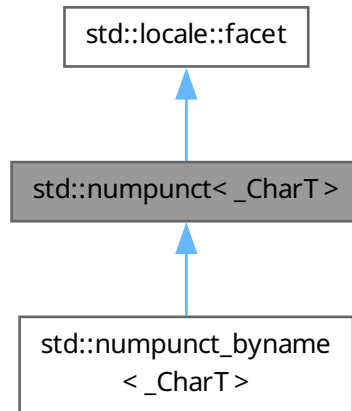 std::locale::facet
std::numpunct< _CharT >
std::numpunct_byname
< _CharT >